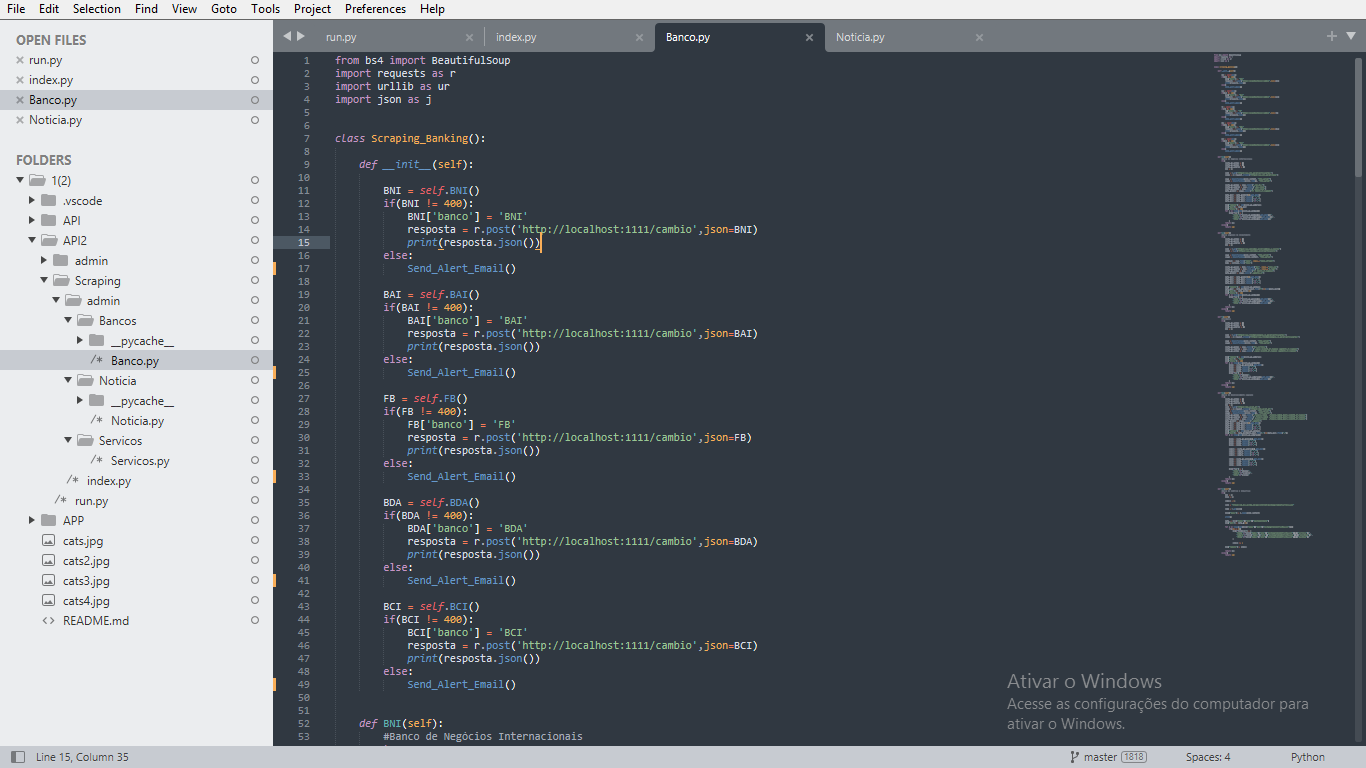 File Edit Selection Find View Goto Tools Project Preferences Help
OPEN FILES
run.py
index.py
Banco.py
Noticia.py
FOLDERS
1(2)
.vscode
API
API2
admin
Scraping
admin
Bancos
__pycache__
/* Banco.py
Noticia
__pycache__
/* Noticia.py
Servicos
/* Servicos.py
/* index.py
/* run.py
APP
cats.jpg
cats2.jpg
cats3.jpg
cats4.jpg
<> README.md
run.py index.py Banco.py Noticia.py
1 from bs4 import BeautifulSoup
2 import requests as r
3 import urllib as ur
4 import json as j
5
6
7 class Scraping_Banking():
8
9 def __init__(self):
10
11 BNI = self.BNI()
12 if(BNI != 400):
13 BNI['banco'] = 'BNI'
14 resposta = r.post('http://localhost:1111/cambio',json=BNI)
15 print(resposta.json())
16 else:
17 Send_Alert_Email()
18
19 BAI = self.BAI()
20 if(BAI != 400):
21 BAI['banco'] = 'BAI'
22 resposta = r.post('http://localhost:1111/cambio',json=BAI)
23 print(resposta.json())
24 else:
25 Send_Alert_Email()
26
27 FB = self.FB()
28 if(FB != 400):
29 FB['banco'] = 'FB'
30 resposta = r.post('http://localhost:1111/cambio',json=FB)
31 print(resposta.json())
32 else:
33 Send_Alert_Email()
34
35 BDA = self.BDA()
36 if(BDA != 400):
37 BDA['banco'] = 'BDA'
38 resposta = r.post('http://localhost:1111/cambio',json=BDA)
39 print(resposta.json())
40 else:
41 Send_Alert_Email()
42
43 BCI = self.BCI()
44 if(BCI != 400):
45 BCI['banco'] = 'BCI'
46 resposta = r.post('http://localhost:1111/cambio',json=BCI)
47 print(resposta.json())
48 else:
49 Send_Alert_Email()
50
51
52 def BNI(self):
53 #Banco de Negócios Internacionais
Ativar o Windows
Acesse as configurações do computador para
ativar o Windows.
Line 15, Column 35 master 1818 Spaces: 4 Python